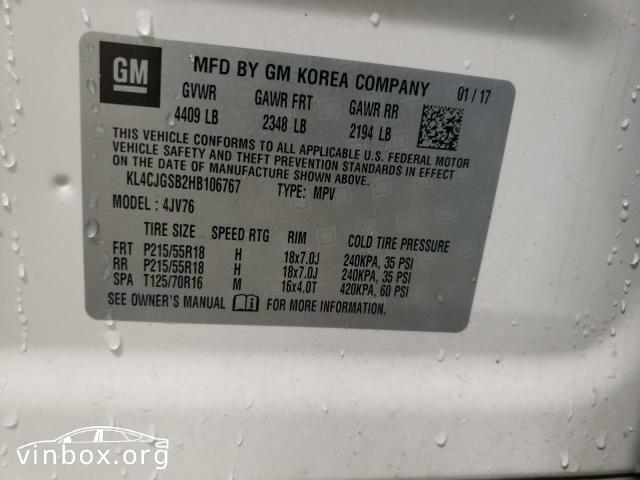 GM
MFD BY GM KOREA COMPANY 01 / 17
GVWR GAWR FRT GAWR RR
4409 LB 2348 LB 2194 LB
THIS VEHICLE CONFORMS TO ALL APPLICABLE U.S. FEDERAL MOTOR
VEHICLE SAFETY AND THEFT PREVENTION STANDARDS IN EFFECT
ON THE DATE OF MANUFACTURE SHOWN ABOVE.
KL4CJGSB2HB106767 TYPE: MPV
MODEL : 4JV76
TIRE SIZE SPEED RTG RIM COLD TIRE PRESSURE
FRT P215/55R18 H 18x7.0J 240KPA, 35 PSI
RR P215/55R18 H 18x7.0J 240KPA, 35 PSI
SPA T125/70R16 M 16x4.0T 420KPA, 60 PSI
SEE OWNER'S MANUAL FOR MORE INFORMATION.
vinbox.org